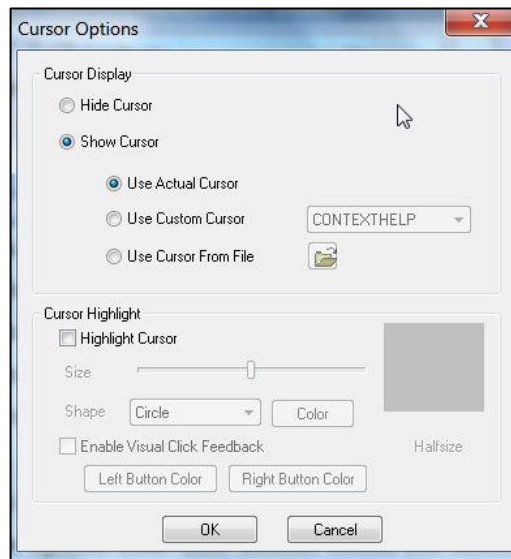 Cursor Options
Cursor Display
Hide Cursor
Show Cursor
Use Actual Cursor
Use Custom Cursor CONTEXTHELP
Use Cursor From File
Cursor Highlight
Highlight Cursor
Size
Shape Circle Color
Enable Visual Click Feedback Halfsize
Left Button Color Right Button Color
OK Cancel